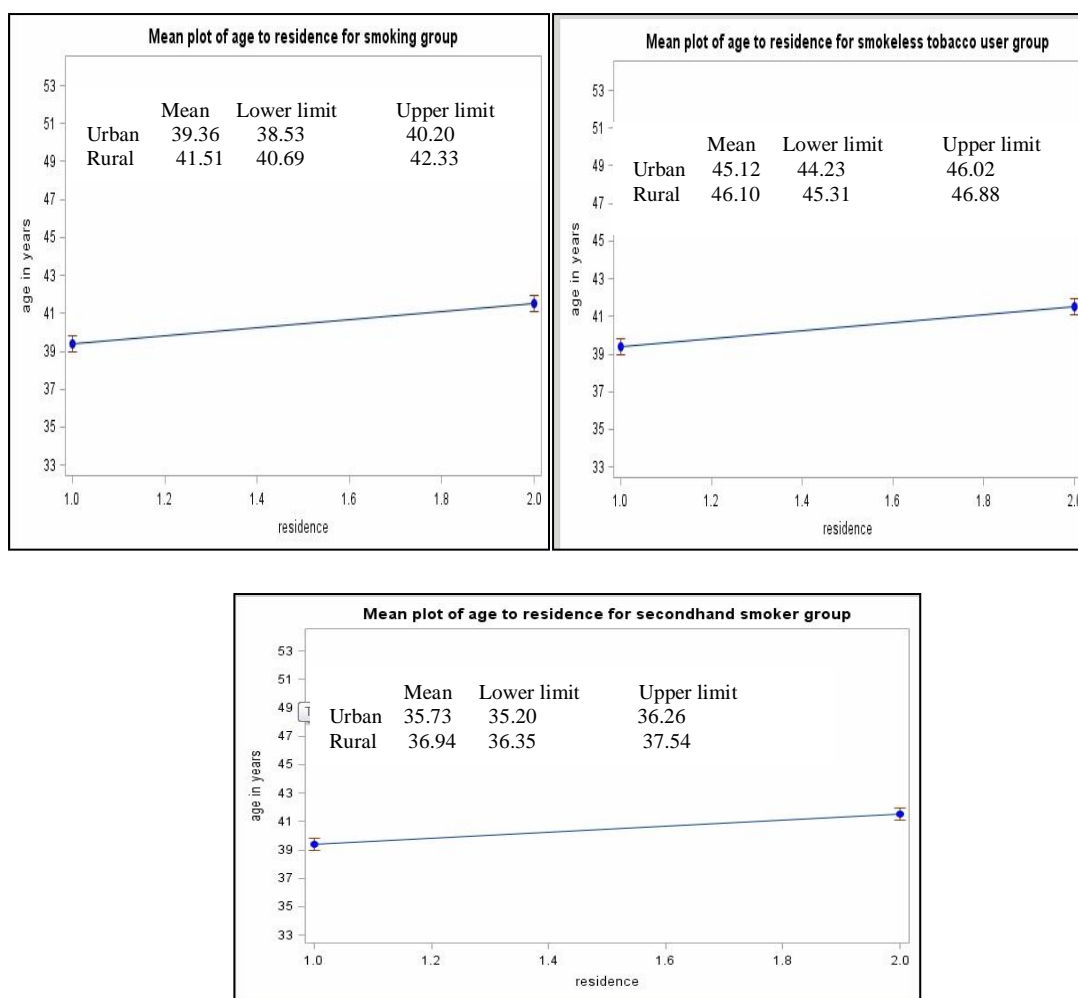 Mean plot of age to residence for smoking group
53
51
49
47
45
43
41
39
37
35
33
age in years
Mean Lower limit Upper limit
Urban 39.36 38.53 40.20
Rural 41.51 40.69 42.33
1.0 1.2 1.4 1.6 1.8 2.0
residence
Mean plot of age to residence for smokeless tobacco user group
53
51
49
47
45
43
41
39
37
35
33
age in years
Mean Lower limit Upper limit
Urban 45.12 44.23 46.02
Rural 46.10 45.31 46.88
1.0 1.2 1.4 1.6 1.8 2.0
residence
Mean plot of age to residence for secondhand smoker group
53
51
49
47
45
43
41
39
37
35
33
age in years
Mean Lower limit Upper limit
Urban 35.73 35.20 36.26
Rural 36.94 36.35 37.54
1.0 1.2 1.4 1.6 1.8 2.0
residence